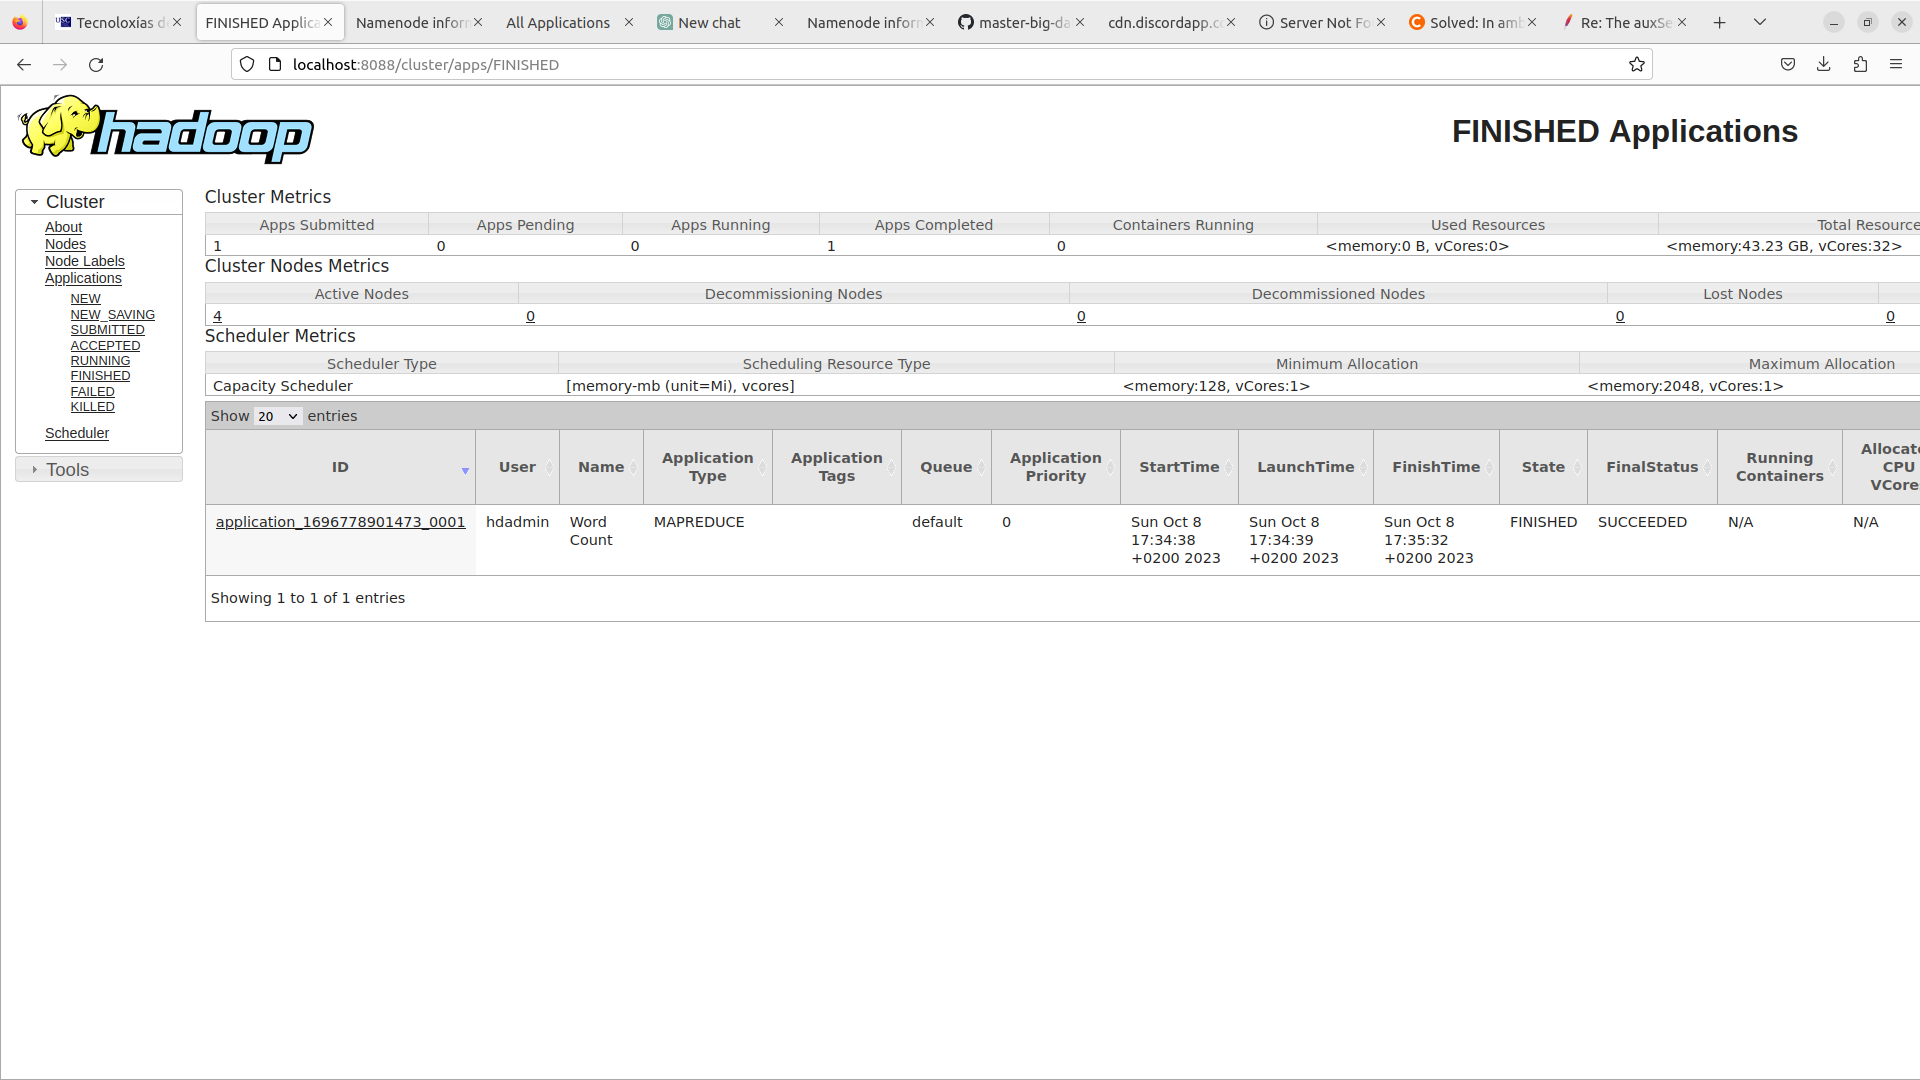 Tecnoloxías d
FINISHED Applica
Namenode infor
All Applications
New chat
Namenode inforn
master-big-da
cdn.discordapp.c
Server Not Fo
Solved: In amb
Re: The auxSe
localhost:8088/cluster/apps/FINISHED
hadoop
FINISHED Applications
Cluster
About
Nodes
Node Labels
Applications
NEW
NEW_SAVING
SUBMITTED
ACCEPTED
RUNNING
FINISHED
FAILED
KILLED
Scheduler
Tools
Cluster Metrics
Apps Submitted Apps Pending Apps Running Apps Completed Containers Running Used Resources Total Resource
1 0 0 1 0 <memory:0 B, vCores:0> <memory:43.23 GB, vCores:32>
Cluster Nodes Metrics
Active Nodes Decommissioning Nodes Decommissioned Nodes Lost Nodes
4 0 0 0 0
Scheduler Metrics
Scheduler Type Scheduling Resource Type Minimum Allocation Maximum Allocation
Capacity Scheduler [memory-mb (unit=Mi), vcores] <memory:128, vCores:1> <memory:2048, vCores:1>
Show 20 entries
ID User Name Application Type Application Tags Queue Application Priority StartTime LaunchTime FinishTime State FinalStatus Running Containers Allocate CPU VCore
application_1696778901473_0001 hdadmin Word Count MAPREDUCE default 0 Sun Oct 8 17:34:38 +0200 2023 Sun Oct 8 17:34:39 +0200 2023 Sun Oct 8 17:35:32 +0200 2023 FINISHED SUCCEEDED N/A N/A
Showing 1 to 1 of 1 entries